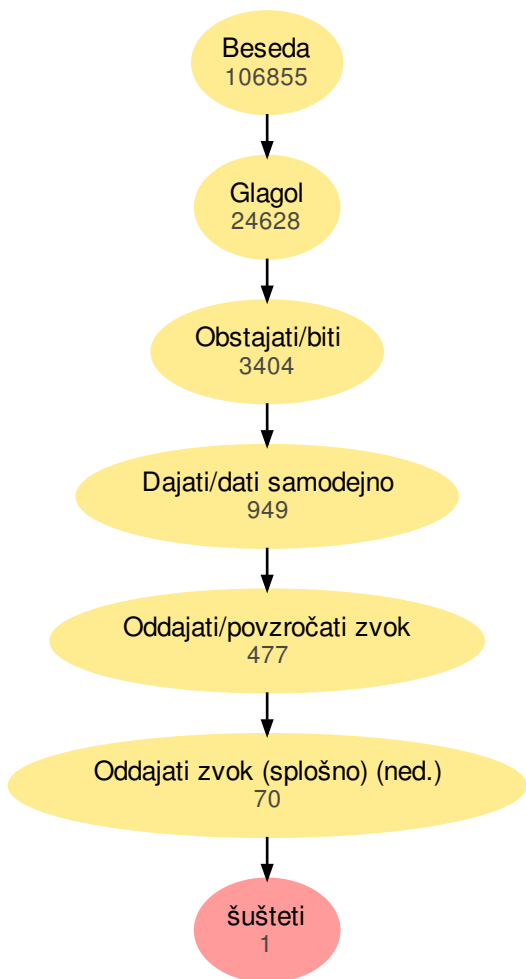 Beseda
106855
Glagol
24628
Obstajati/biti
3404
Dajati/dati samodejno
949
Oddajati/povzročati zvok
477
Oddajati zvok (splošno) (ned.)
70
šušteti
1